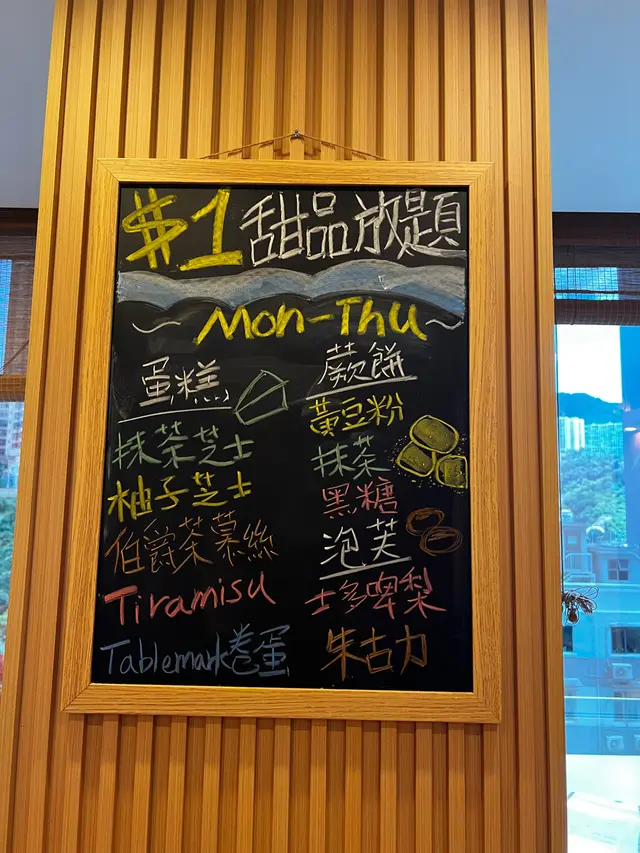 $1 甜品放題
Mon-Thu
蛋糕
抹茶芝士
柚子芝士
伯爵茶慕絲
Tiramisu
Tablemark卷蛋
蕨餅
黃豆粉
抹茶
黑糖
泡芙
士多啤梨
朱古力